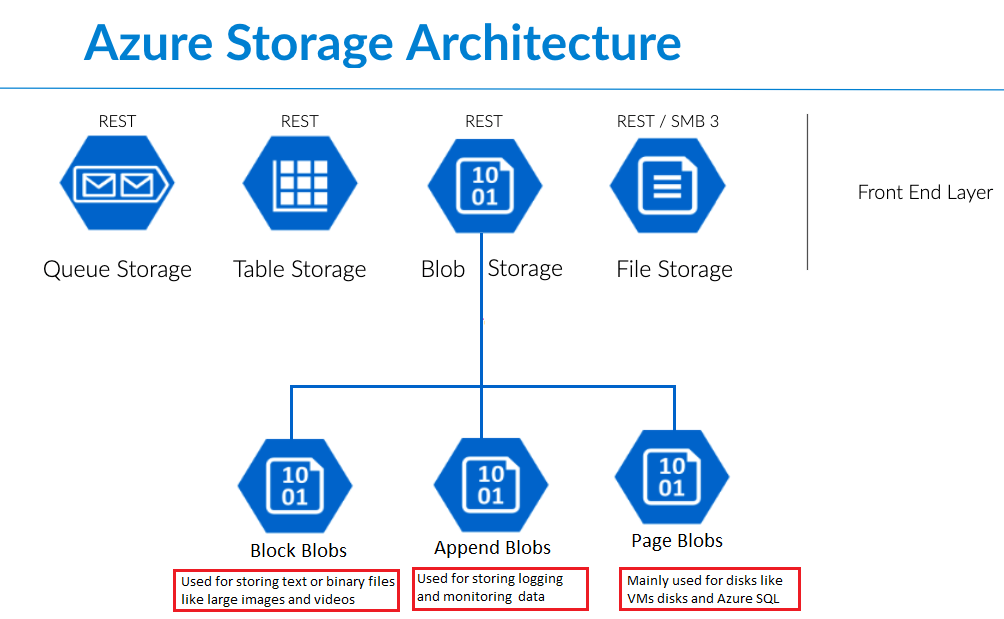 Azure Storage Architecture
REST
REST
REST
REST / SMB 3
10
01
Front End Layer
Queue Storage
Table Storage
Blob Storage
File Storage
10
01
10
01
10
01
Block Blobs
Append Blobs
Page Blobs
Used for storing text or binary files
like large images and videos
Used for storing logging
and monitoring data
Mainly used for disks like
VMs disks and Azure SQL